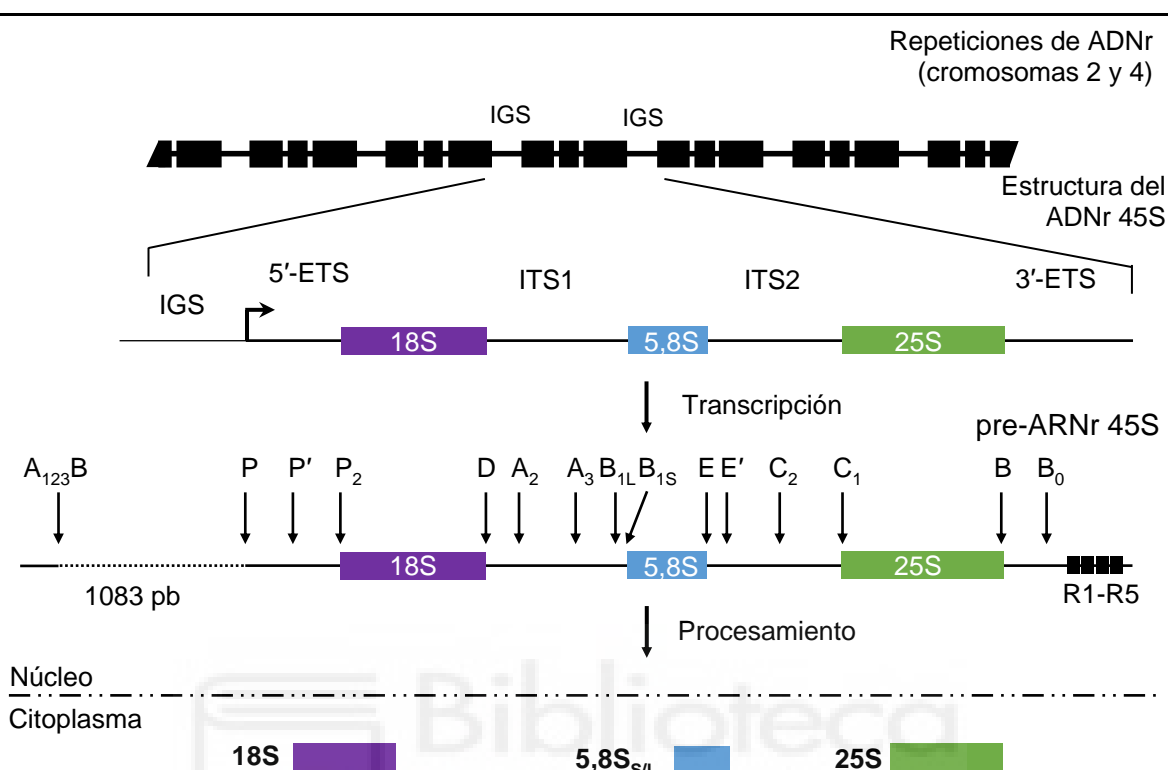 Repeticiones de ADNr
(cromosomas 2 y 4)
IGS IGS
Estructura del
ADNr 45S
5′-ETS ITS1 ITS2 3′-ETS
IGS
18S 5,8S 25S
Transcripción
pre-ARNr 45S
A₁₂₃B P P′ P₂ D A₂ A₃ B₁L B₁S E E′ C₂ C₁ B B₀
18S 5,8S 25S
1083 pb R1-R5
Procesamiento
Núcleo
Citoplasma
Biblioteca
18S 5,8S S/L 25S